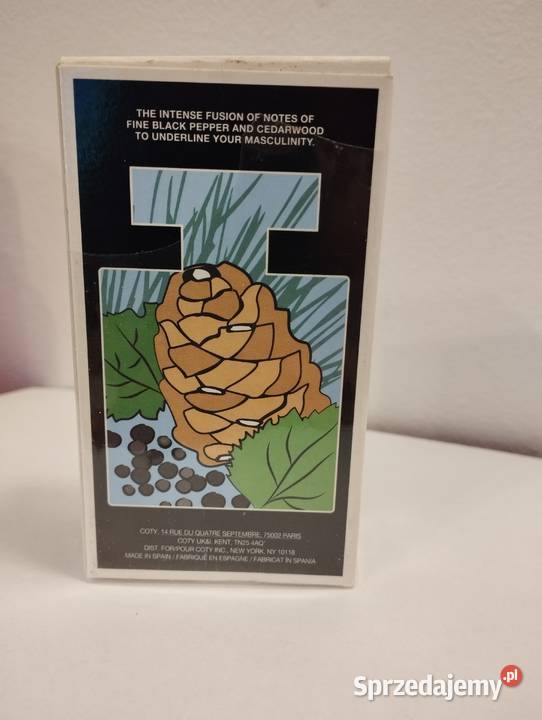 THE INTENSE FUSION OF NOTES OF
FINE BLACK PEPPER AND CEDARWOOD
TO UNDERLINE YOUR MASCULINITY.
COTY, 14 RUE DU QUATRE SEPTEMBRE, 75002 PARIS
COTY UK&I, KENT, TN25 4AQ
DIST. FOR/POUR COTY INC., NEW YORK, NY 10118
MADE IN SPAIN / FABRIQUÉ EN ESPAGNE / FABRICAT ÎN SPANIA
Sprzedajemy.pl